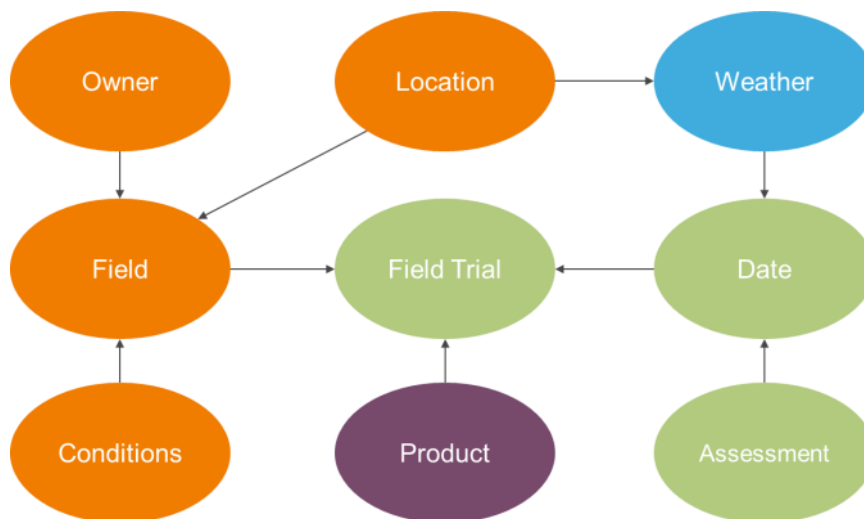 Owner
Location
Weather
Field
Field Trial
Date
Conditions
Product
Assessment